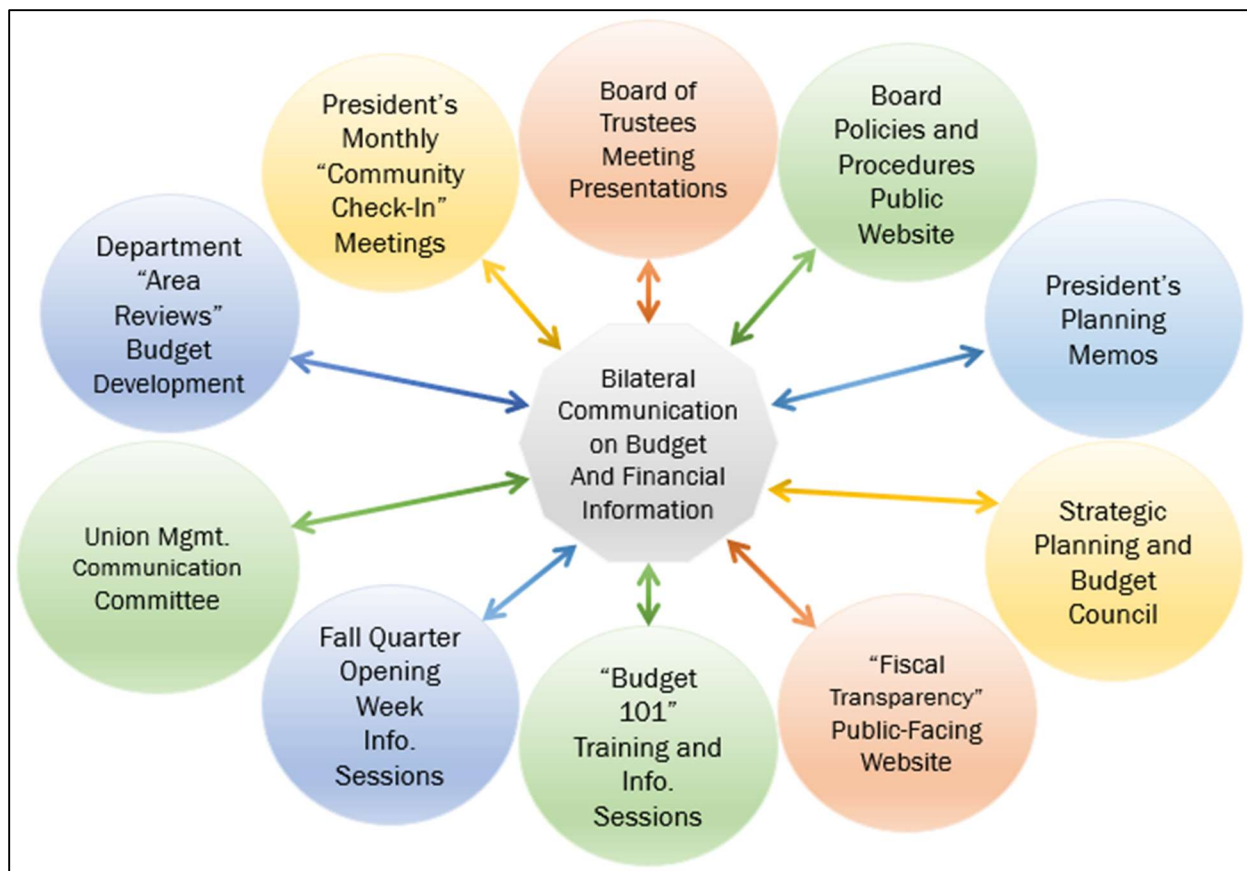 Board of
Trustees
Meeting
Presentations
Board
Policies and
Procedures
Public
Website
President’s
Planning
Memos
Strategic
Planning and
Budget
Council
“Fiscal
Transparency”
Public-Facing
Website
“Budget
101”
Training and
Info.
Sessions
Fall Quarter
Opening
Week
Info.
Sessions
Union Mgmt.
Communication
Committee
Department
“Area
Reviews”
Budget
Development
President’s
Monthly
“Community
Check-In”
Meetings
Bilateral
Communication
on Budget
And Financial
Information